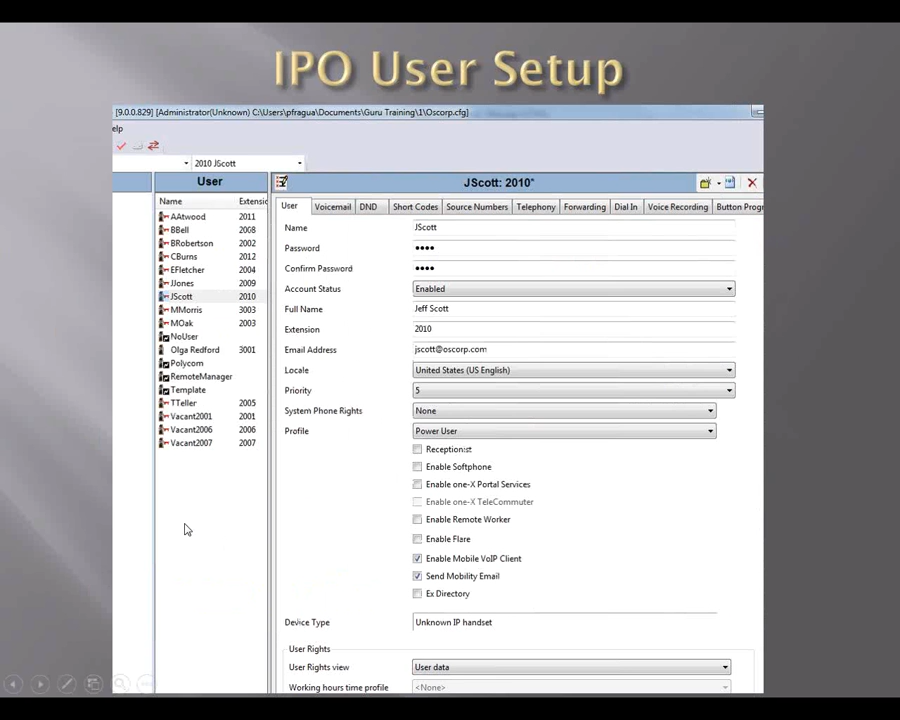 IPO User Setup
[9.0.0.829] [Administrator(Unknown) C:\Users\pfragua\Documents\Guru Training\1\Oscorp.cfg]
elp
2010 JScott
User
JScott: 2010*
Name Extensio
AAtwood 2011
BBell 2008
BRobertson 2002
CBurns 2012
EFletcher 2004
JJones 2009
JScott 2010
MMorris 3003
MOak 2003
NoUser
Olga Redford 3001
Polycom
RemoteManager
Template
TTeller 2005
Vacant2001 2001
Vacant2006 2006
Vacant2007 2007
User Voicemail DND Short Codes Source Numbers Telephony Forwarding Dial In Voice Recording Button Progr
Name JScott
Password ••••
Confirm Password ••••
Account Status Enabled
Full Name Jeff Scott
Extension 2010
Email Address jscott@oscorp.com
Locale United States (US English)
Priority 5
System Phone Rights None
Profile Power User
Receptionist
Enable Softphone
Enable one-X Portal Services
Enable one-X TeleCommuter
Enable Remote Worker
Enable Flare
Enable Mobile VoIP Client
Send Mobility Email
Ex Directory
Device Type Unknown IP handset
User Rights
User Rights view User data
Working hours time profile <None>